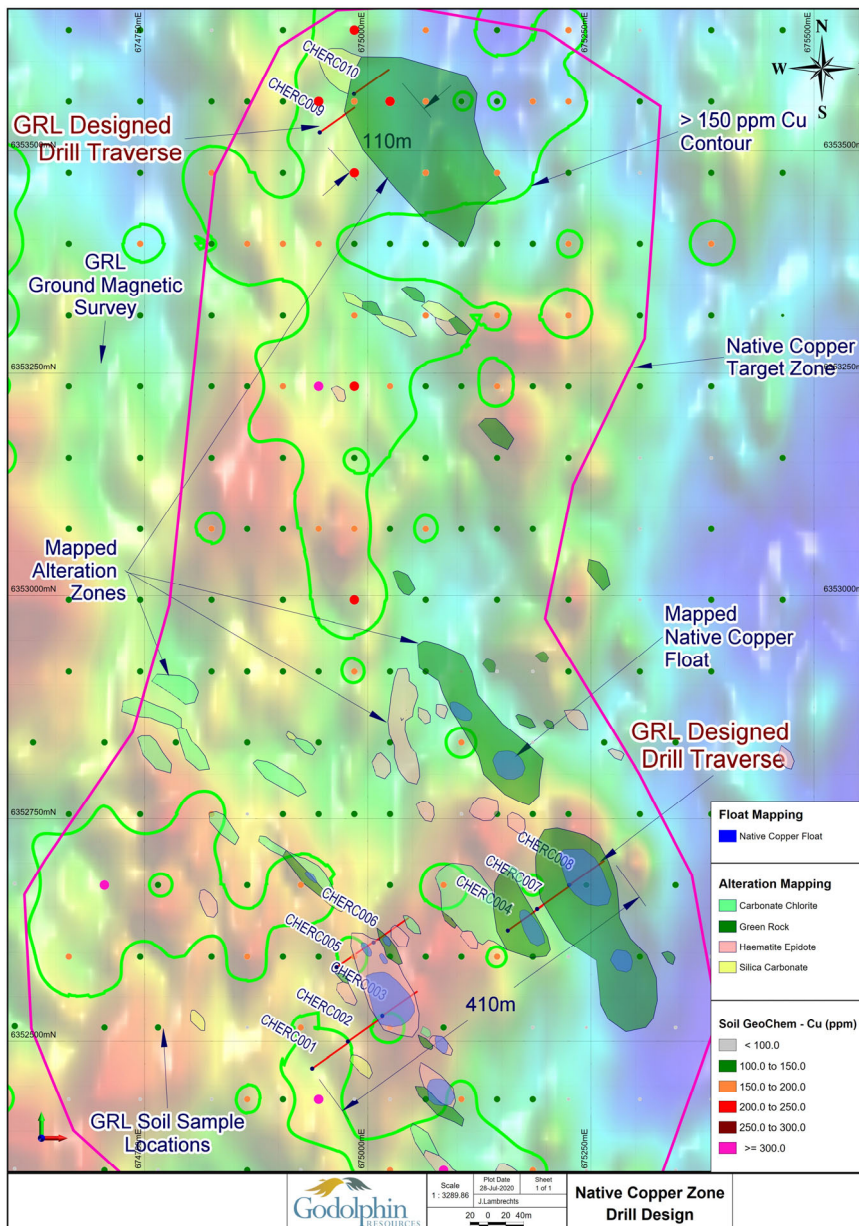 674750mE
675000mE
675250mE
675500mE
N
W
E
S
CHERC010
CHERC009
GRL Designed
Drill Traverse
110m
> 150 ppm Cu
Contour
6353500mN
6353500mN
GRL
Ground Magnetic
Survey
Native Copper
Target Zone
6353250mN
6353250mN
Mapped
Alteration
Zones
6353000mN
6353000mN
Mapped
Native Copper
Float
GRL Designed
Drill Traverse
6352750mN
CHERC008
CHERC007
CHERC004
CHERC006
CHERC005
CHERC003
CHERC002
CHERC001
410m
6352500mN
GRL Soil Sample
Locations
674750mE
675000mE
675250mE
Float Mapping
Native Copper Float
Alteration Mapping
Carbonate Chlorite
Green Rock
Haematite Epidote
Silica Carbonate
Soil GeoChem - Cu (ppm)
< 100.0
100.0 to 150.0
150.0 to 200.0
200.0 to 250.0
250.0 to 300.0
>= 300.0
Godolphin
RESOURCES
Scale
1 : 3289.86
Plot Date
28-Jul-2020
Sheet
1 of 1
J.Lambrechts
20 0 20 40m
Native Copper Zone
Drill Design